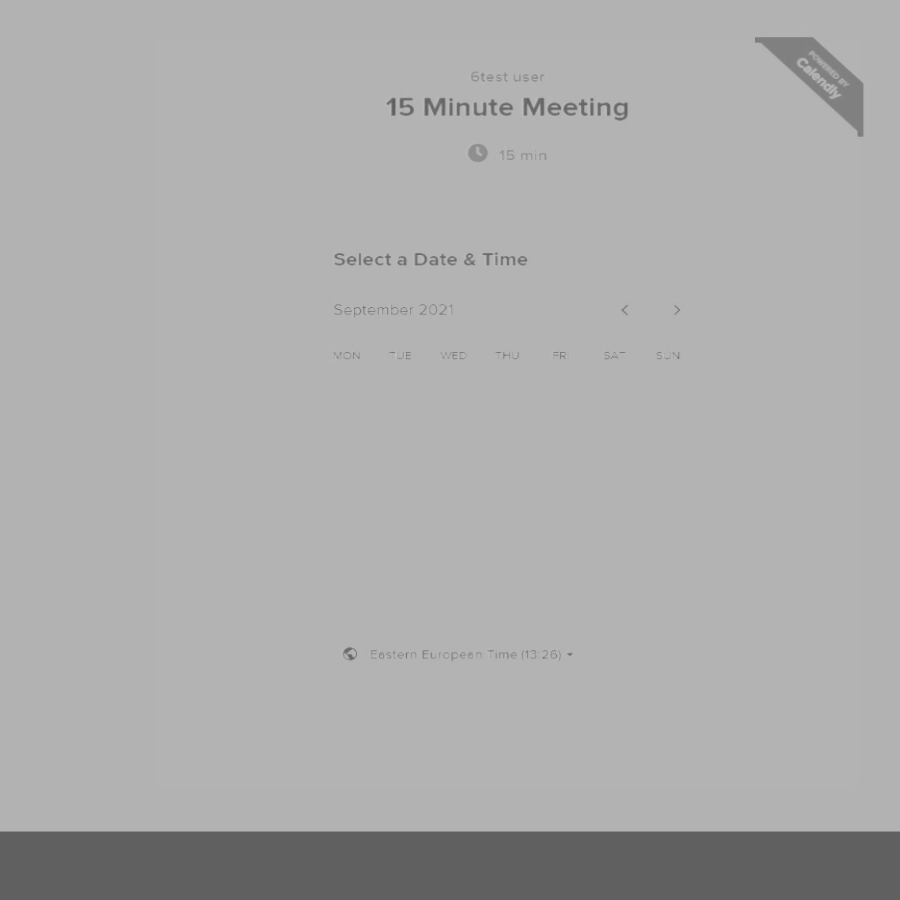 POWERED BY
Calendly
6test user
15 Minute Meeting
15 min
Select a Date & Time
September 2021
MON TUE WED THU FRI SAT SUN
Eastern European Time (13:26)